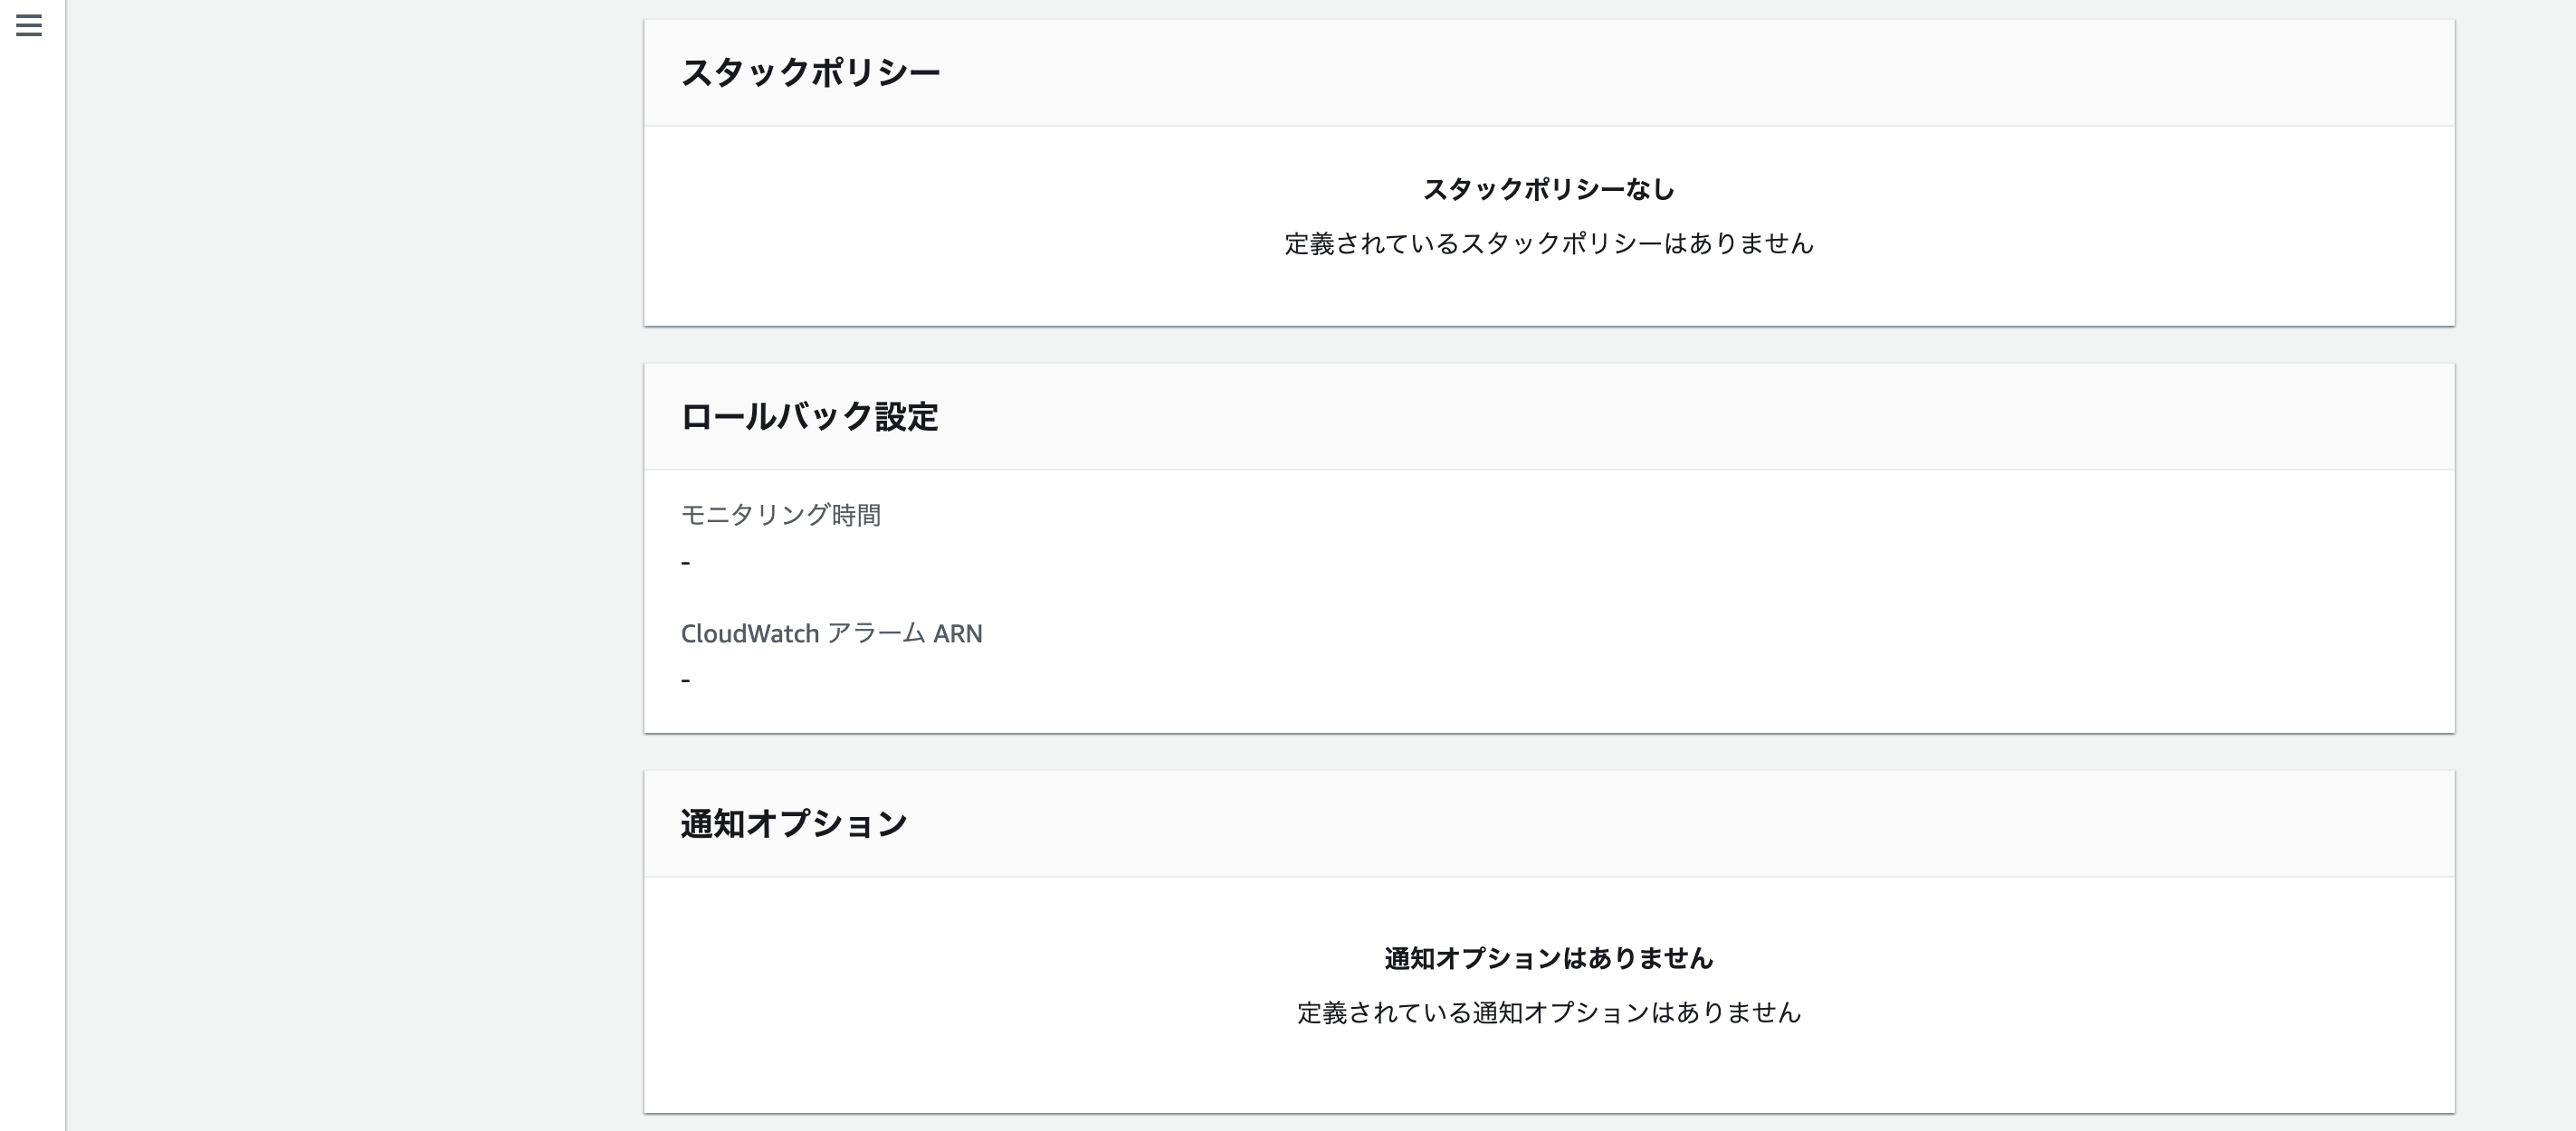 スタックポリシー
スタックポリシーなし
定義されているスタックポリシーはありません
ロールバック設定
モニタリング時間
-
CloudWatch アラーム ARN
-
通知オプション
通知オプションはありません
定義されている通知オプションはありません